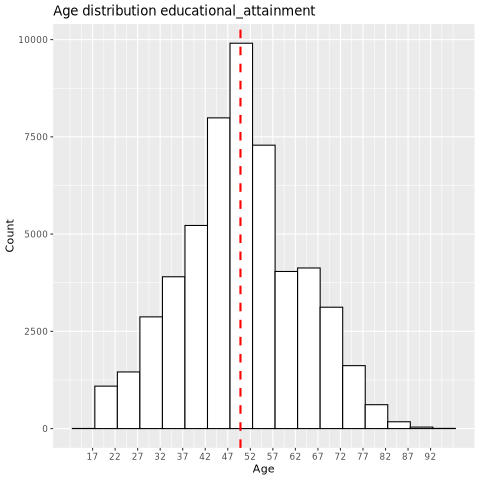 Age distribution educational_attainment
10000
7500
5000
2500
0
Count
17 22 27 32 37 42 47 52 57 62 67 72 77 82 87 92
Age